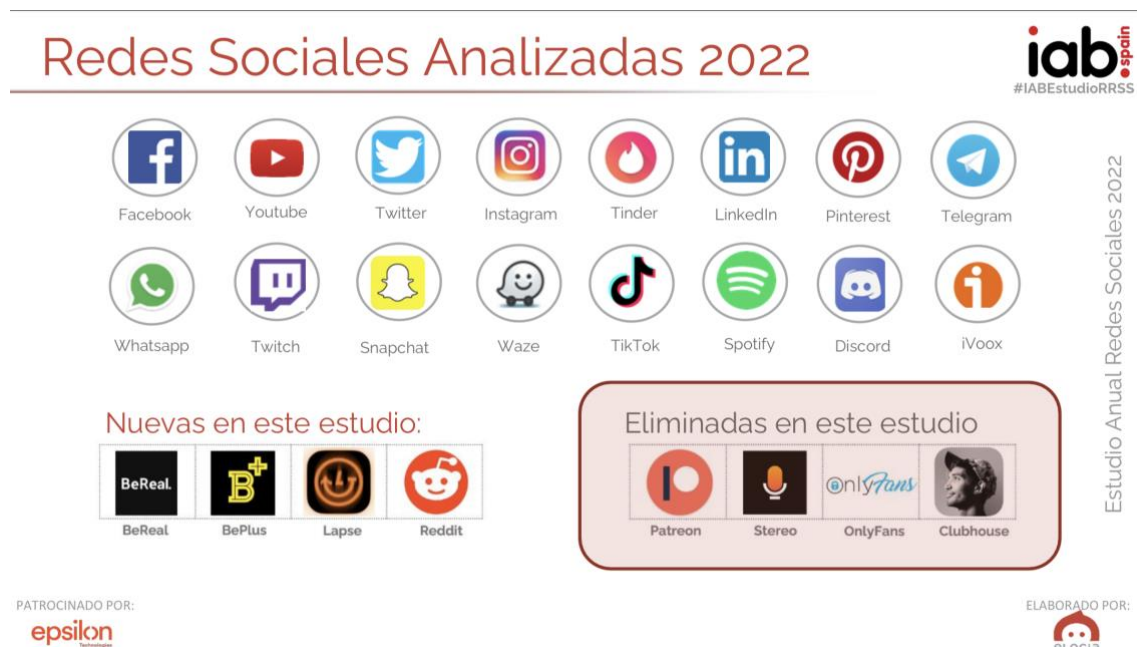 Redes Sociales Analizadas 2022
iab.
spain
#IABEstudioRRSS
f
in
Facebook Youtube Twitter Instagram Tinder LinkedIn Pinterest Telegram
Whatsapp Twitch Snapchat Waze TikTok Spotify Discord iVoox
Estudio Anual Redes Sociales 2022
Nuevas en este estudio:
BeReal. B+
BeReal BePlus Lapse Reddit
Eliminadas en este estudio
OnlyFans
Patreon Stereo OnlyFans Clubhouse
PATROCINADO POR:
epsilon
Technologies
ELABORADO POR: